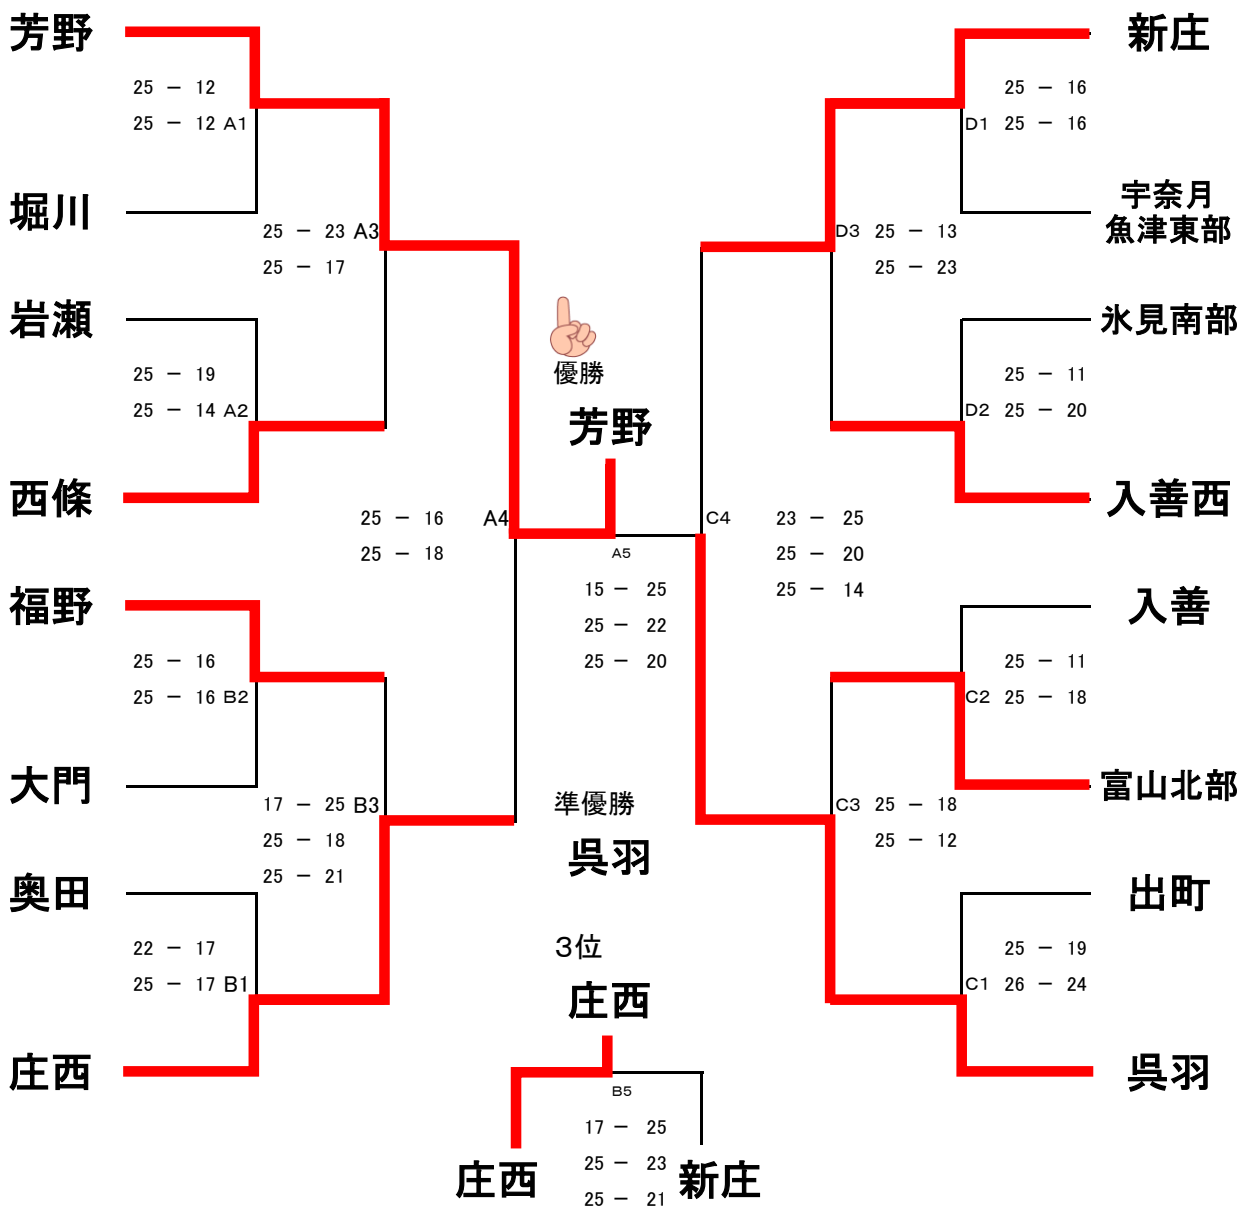 芳野
25 － 12
25 － 12 A1
堀川
25 － 23 A3
25 － 17
岩瀬
25 － 19
25 － 14 A2
西條
25 － 16 A4
25 － 18
福野
25 － 16
25 － 16 B2
大門
17 － 25 B3
25 － 18
25 － 21
奥田
22 － 17
25 － 17 B1
庄西
優勝
芳野
A5
15 － 25
25 － 22
25 － 20
準優勝
呉羽
３位
庄西
B5
17 － 25
25 － 23
25 － 21
庄西
新庄
新庄
25 － 16
D1 25 － 16
宇奈月
魚津東部
D3 25 － 13
25 － 23
氷見南部
25 － 11
D2 25 － 20
入善西
C4 23 － 25
25 － 20
25 － 14
入善
25 － 11
C2 25 － 18
富山北部
C3 25 － 18
25 － 12
出町
25 － 19
C1 26 － 24
呉羽